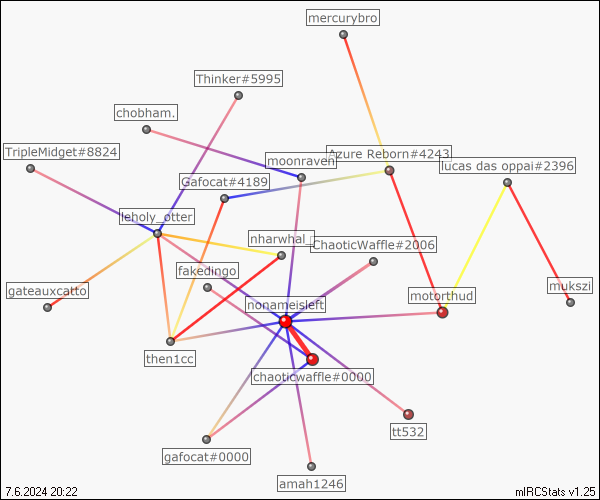 mercurybro
Thinker#5995
chobham.
TripleMidget#8824
moonraven
Azure Reborn#4243
lucas das oppai#2396
Gafocat#4189
leholy_otter
nharwhal_
ChaoticWaffle#2006
fakedingo
gateauxcatto
nonameisleft
motorthud
mukszi
then1cc
chaoticwaffle#0000
tt532
gafocat#0000
amah1246
7.6.2024 20:22
mIRCStats v1.25